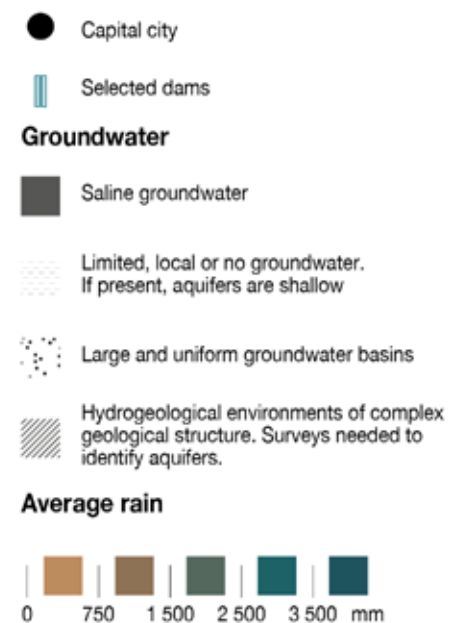 Capital city
Selected dams
Groundwater
Saline groundwater
Limited, local or no groundwater.
If present, aquifers are shallow
Large and uniform groundwater basins
Hydrogeological environments of complex
geological structure. Surveys needed to
identify aquifers.
Average rain
0 750 1 500 2 500 3 500 mm